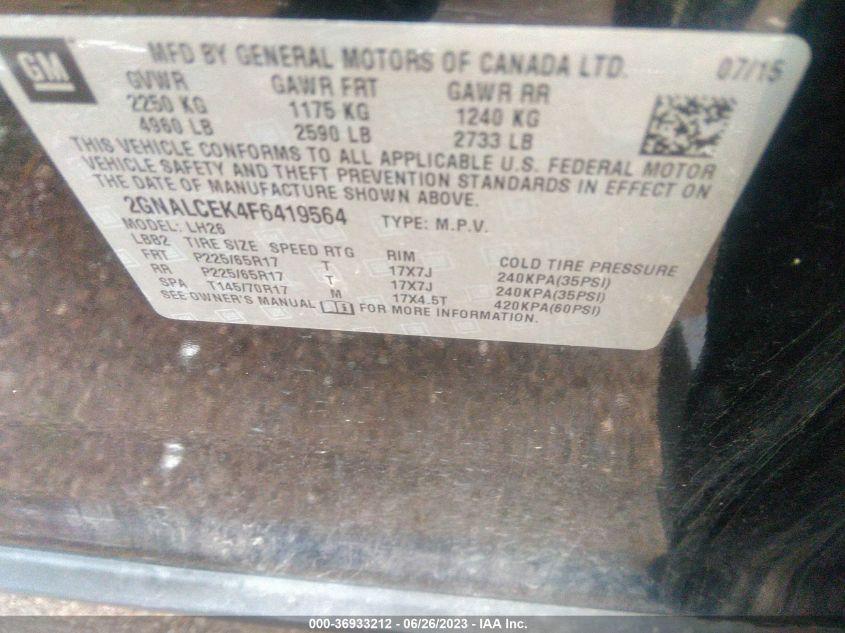 GM
MFD BY GENERAL MOTORS OF CANADA LTD. 07/15
GVWR GAWR FRT GAWR RR
2250 KG 1175 KG 1240 KG
4960 LB 2590 LB 2733 LB
THIS VEHICLE CONFORMS TO ALL APPLICABLE U.S. FEDERAL MOTOR
VEHICLE SAFETY AND THEFT PREVENTION STANDARDS IN EFFECT ON
THE DATE OF MANUFACTURE SHOWN ABOVE.
2GNALCEK4F6419564 TYPE: M.P.V.
MODEL: LH26
LBB2 TIRE SIZE SPEED RTG RIM COLD TIRE PRESSURE
FRT P225/65R17 T 17X7J 240KPA(35PSI)
RR P225/65R17 T 17X7J 240KPA(35PSI)
SPA T145/70R17 M 17X4.5T 420KPA(60PSI)
SEE OWNER'S MANUAL FOR MORE INFORMATION.
000-36933212 - 06/26/2023 - IAA Inc.